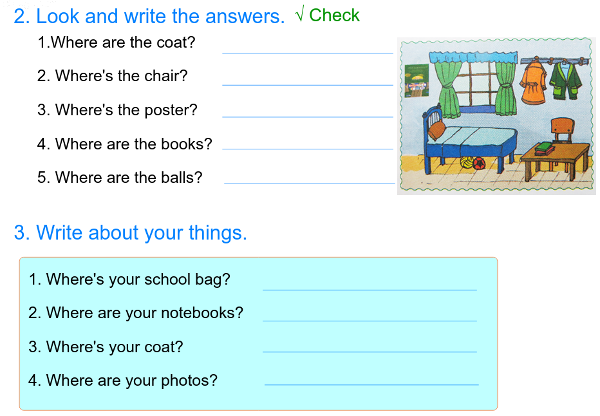 2. Look and write the answers. √ Check
1.Where are the coat?
2. Where's the chair?
3. Where's the poster?
4. Where are the books?
5. Where are the balls?
3. Write about your things.
1. Where's your school bag?
2. Where are your notebooks?
3. Where's your coat?
4. Where are your photos?